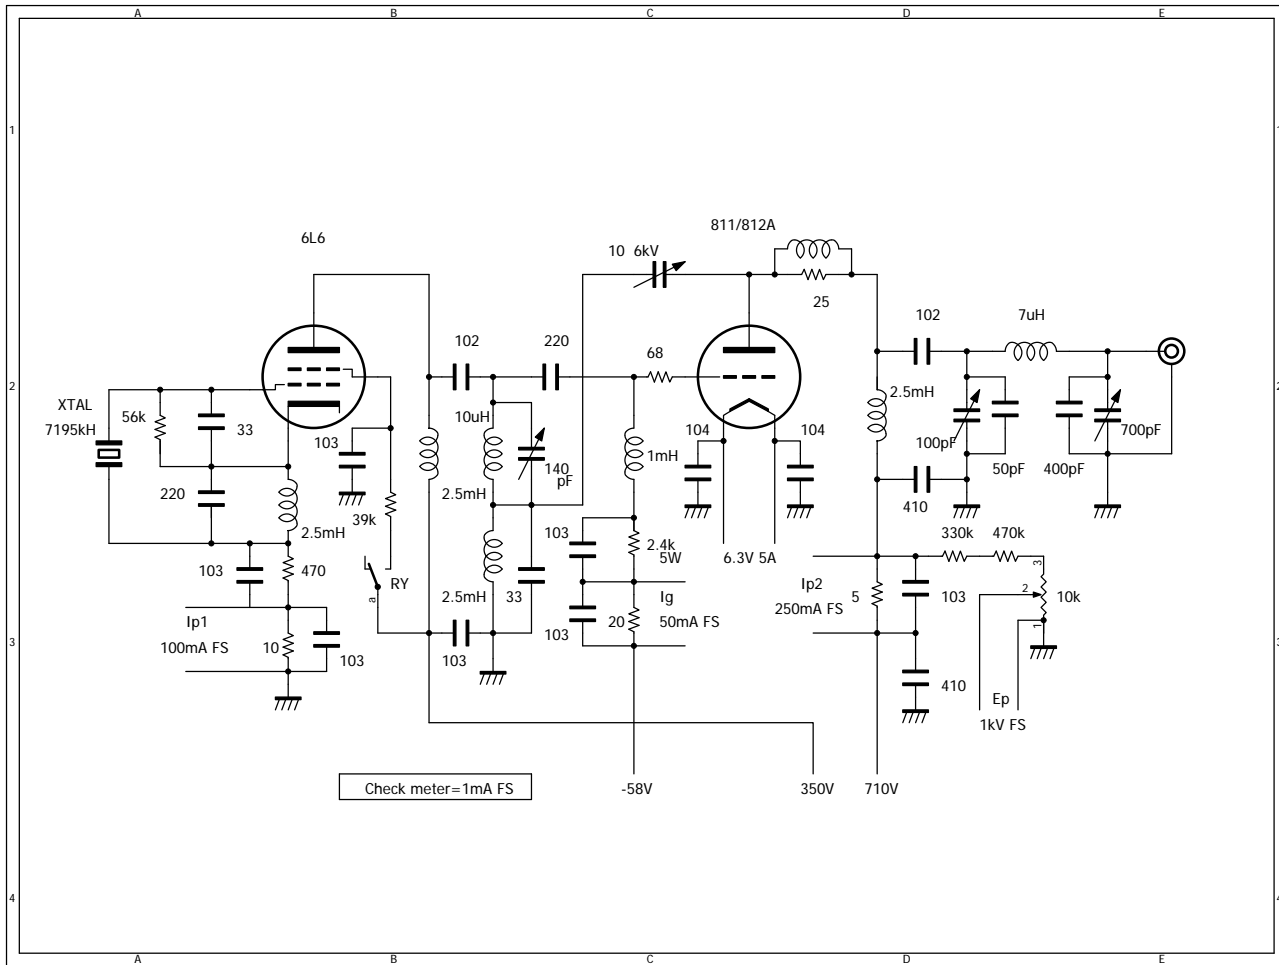 A B C D E
1 1
811/812A
6L6
10 6kV
25
102 220 102 7uH
68
2 2
XTAL
7195kH
56k 33
10uH
2.5mH
103 104 104
100pF 700pF
1mH
140
pF
50pF 400pF
220
2.5mH
39k
2.5mH
410
330k 470k
103
2.4k
5W
6.3V 5A
3
103 470
RY
Ip2
250mA FS
5
103
2
10k
a
2.5mH 33
Ig
50mA FS
Ip1
100mA FS
10
103
103 20
1
3 3
103
410
Ep
1kV FS
Check meter=1mA FS
-58V 350V 710V
4 4
A B C D E